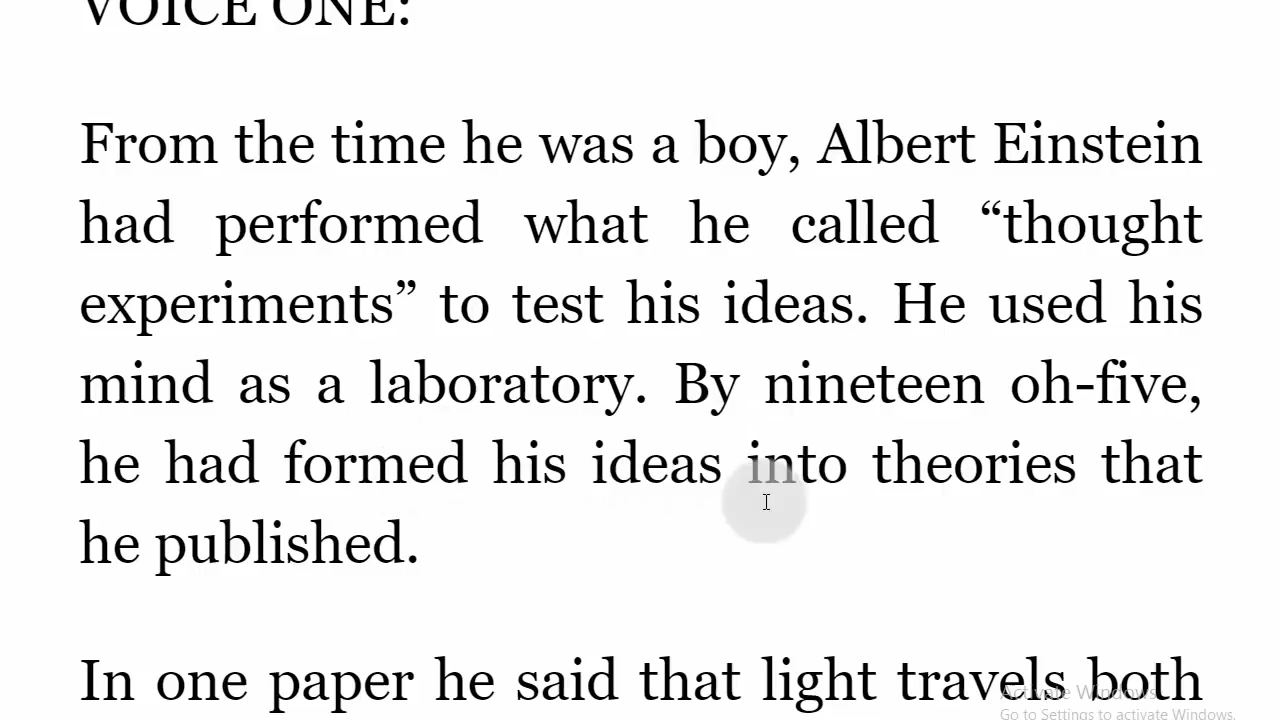 VOICE ONE:
From the time he was a boy, Albert Einstein
had performed what he called “thought
experiments” to test his ideas. He used his
mind as a laboratory. By nineteen oh-five,
he had formed his ideas into theories that
he published.
In one paper he said that light travels both
Activate Windows
Go to Settings to activate Windows.